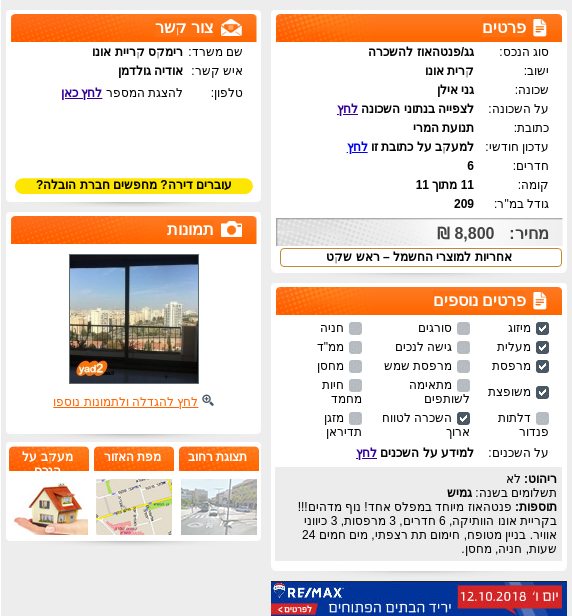 פרטים
סוג הנכס: גג/פנטהאוז להשכרה
ישוב: קרית אונו
שכונה: גני אילן
על השכונה: לצפייה בנתוני השכונה לחץ
כתובת: תנועת המרי
עדכון חודשי: למעקב על כתובת זו לחץ
חדרים: 6
קומה: 11 מתוך 11
גודל במ"ר: 209
מחיר: 8,800 ₪
אחריות למוצרי החשמל – ראש שקט
פרטים נוספים
מיזוג סורגים חניה
מעלית גישה לנכים ממ"ד
מרפסת מרפסת שמש מחסן
משופצת מתאימה לשותפים חיות מחמד
דלתות פנדור השכרה לטווח ארוך מזגן תדיראן
על השכנים: למידע על השכנים לחץ
ריהוט: לא
תשלומים בשנה: גמיש
תוספות: פנטהאוז מיוחד במפלס אחד! נוף מדהים!!!
בקריית אונו הוותיקה, 6 חדרים, 3 מרפסות, 3 כיווני
אוויר. בניין מטופח, חימום תת רצפתי, מים חמים 24
שעות, חניה, מחסן.
RE/MAX
יום ו׳ 12.10.2018
יריד הבתים הפתוחים
לפרטים >
צור קשר
שם משרד: רימקס קריית אונו
איש קשר: אודיה גולדמן
טלפון: להצגת המספר לחץ כאן
עוברים דירה? מחפשים חברת הובלה?
תמונות
yad2
לחץ להגדלה ולתמונות נוספו
תצוגת רחוב
מפת האזור
מעקב על
הנכס